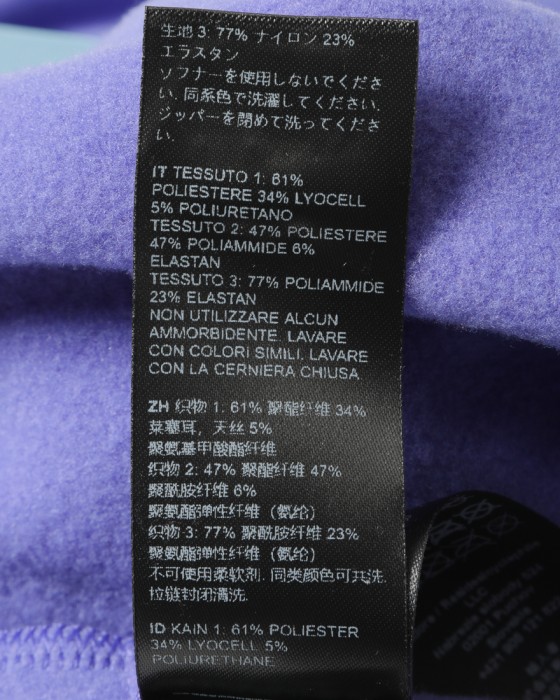 生地 3: 77% ナイロン 23%
エラスタン
ソフナーを使用しないでくださ
い. 同系色で洗濯してください.
ジッパーを閉めて洗ってくださ
い.
IT TESSUTO 1: 61%
POLIESTERE 34% LYOCELL
5% POLIURETANO
TESSUTO 2: 47% POLIESTERE
47% POLIAMMIDE 6%
ELASTAN
TESSUTO 3: 77% POLIAMMIDE
23% ELASTAN
NON UTILIZZARE ALCUN
AMMORBIDENTE. LAVARE
CON COLORI SIMILI. LAVARE
CON LA CERNIERA CHIUSA.
ZH 织物 1: 61% 聚酯纤维 34%
莱赛耳，天丝 5%
聚氨基甲酸酯纤维
织物 2: 47% 聚酯纤维 47%
聚酰胺纤维 6%
聚氨酯弹性纤维（氨纶）
织物 3: 77% 聚酰胺纤维 23%
聚氨酯弹性纤维（氨纶）
不可使用柔软剂. 同类颜色可共洗.
拉链封闭清洗.
ID KAIN 1: 61% POLIESTER
34% LYOCELL 5%
POLIURETHANE